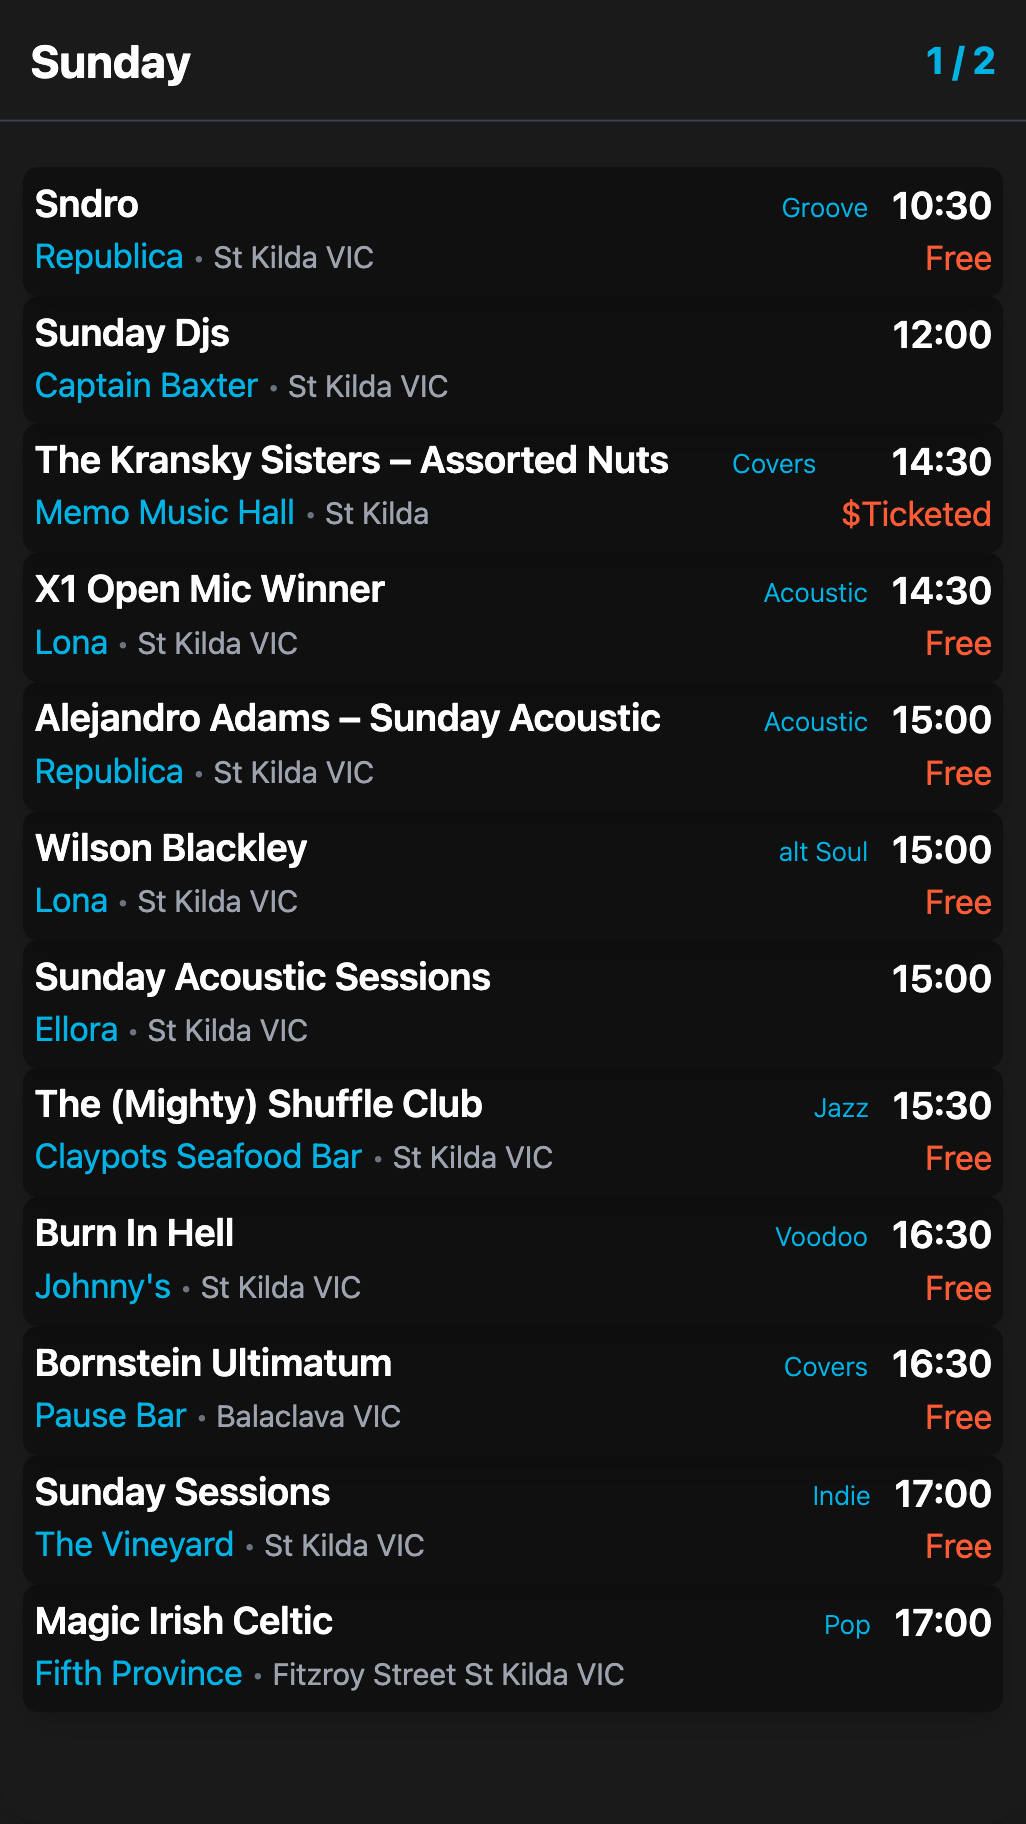 Sunday 1 / 2
Sndro Groove 10:30
Republica • St Kilda VIC Free
Sunday Djs 12:00
Captain Baxter • St Kilda VIC
The Kransky Sisters – Assorted Nuts Covers 14:30
Memo Music Hall • St Kilda $Ticketed
X1 Open Mic Winner Acoustic 14:30
Lona • St Kilda VIC Free
Alejandro Adams – Sunday Acoustic Acoustic 15:00
Republica • St Kilda VIC Free
Wilson Blackley alt Soul 15:00
Lona • St Kilda VIC Free
Sunday Acoustic Sessions 15:00
Ellora • St Kilda VIC
The (Mighty) Shuffle Club Jazz 15:30
Claypots Seafood Bar • St Kilda VIC Free
Burn In Hell Voodoo 16:30
Johnny's • St Kilda VIC Free
Bornstein Ultimatum Covers 16:30
Pause Bar • Balaclava VIC Free
Sunday Sessions Indie 17:00
The Vineyard • St Kilda VIC Free
Magic Irish Celtic Pop 17:00
Fifth Province • Fitzroy Street St Kilda VIC